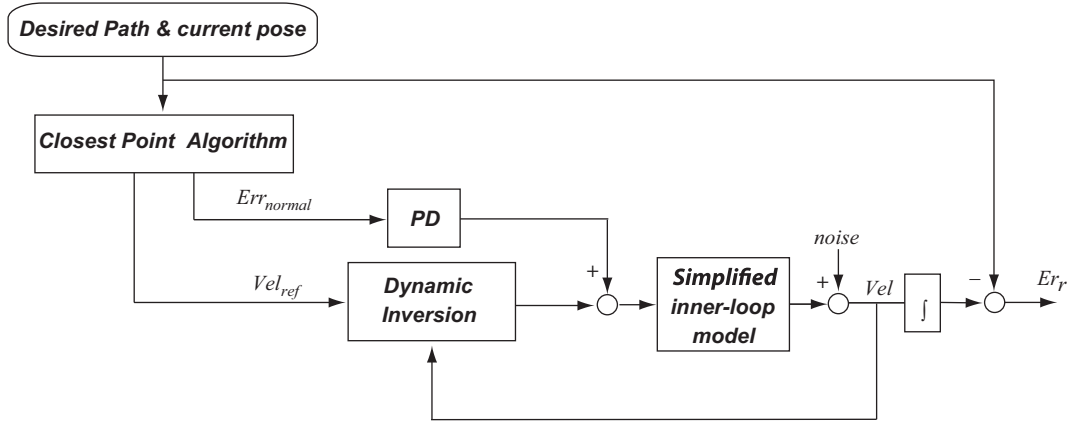 Desired Path & current pose
Closest Point Algorithm
Err_normal
PD
Vel_ref
Dynamic
Inversion
+
Simplified
inner-loop
model
noise
+
Vel
∫
−
Er_r